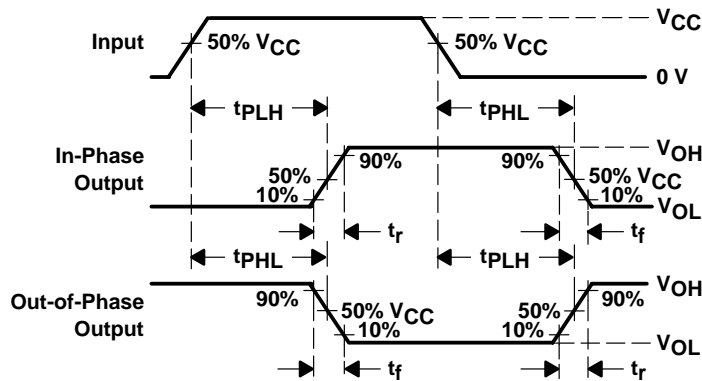 VCC
Input
50% VCC
50% VCC
0 V
tPLH
tPHL
In-Phase
Output
VOH
90%
90%
50%
50% VCC
10%
10%
VOL
tr
tf
tPHL
tPLH
Out-of-Phase
Output
VOH
90%
90%
50% VCC
50%
10%
10%
VOL
tf
tr